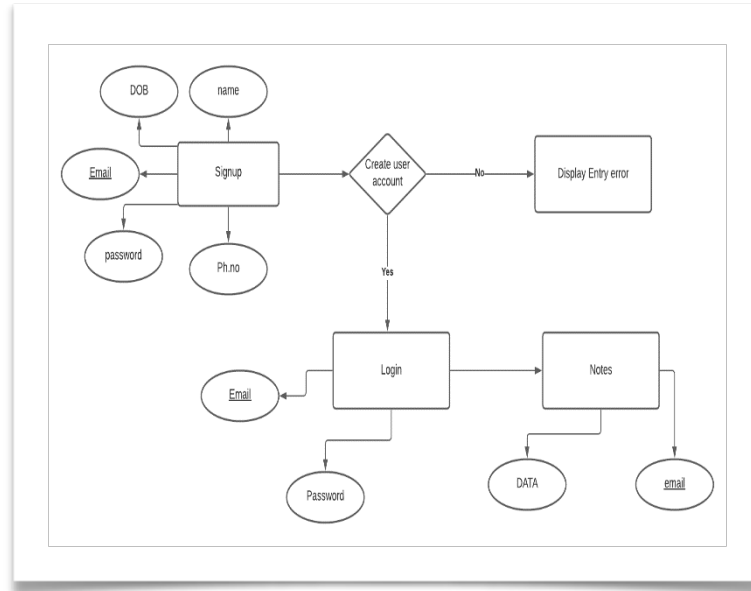 DOB
name
Signup
Email
password
Ph.no
Create user
account
No
Display Entry error
Yes
Login
Notes
Email
Password
DATA
email